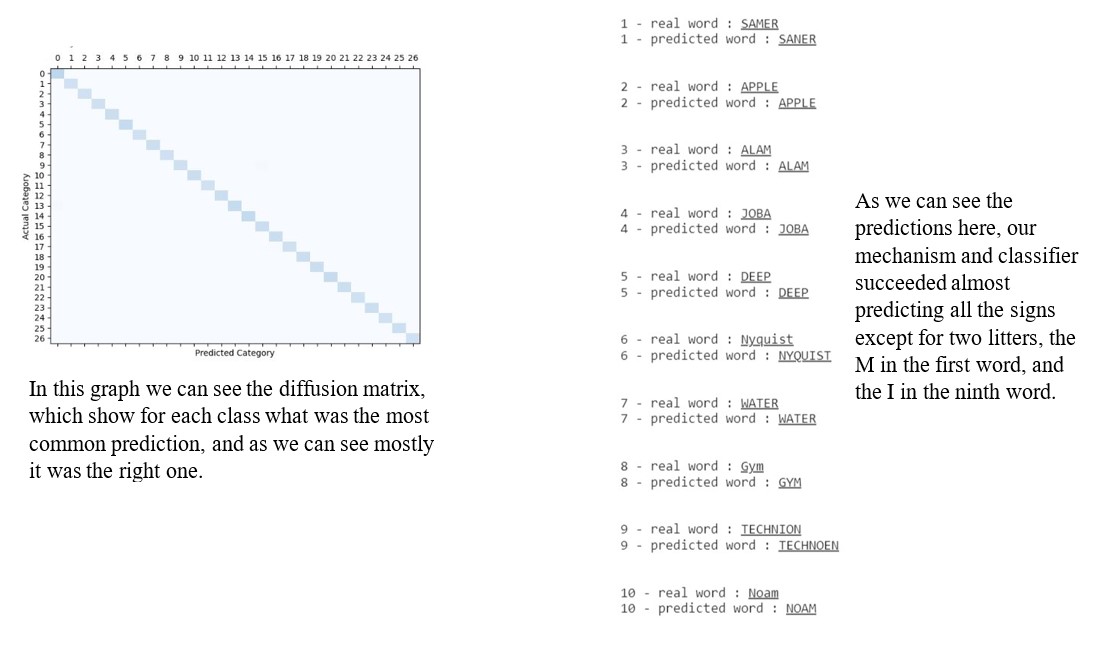 0 1 2 3 4 5 6 7 8 9 10 11 12 13 14 15 16 17 18 19 20 21 22 23 24 25 26
0
1
2
3
4
5
6
7
8
9
10
11
12
13
14
15
16
17
18
19
20
21
22
23
24
25
26
Actual Category
Predicted Category
In this graph we can see the diffusion matrix,
which show for each class what was the most
common prediction, and as we can see mostly
it was the right one.
1 - real word : SAMER
1 - predicted word : SANER
2 - real word : APPLE
2 - predicted word : APPLE
3 - real word : ALAM
3 - predicted word : ALAM
4 - real word : JOBA
4 - predicted word : JOBA
5 - real word : DEEP
5 - predicted word : DEEP
6 - real word : Nyquist
6 - predicted word : NYQUIST
7 - real word : WATER
7 - predicted word : WATER
8 - real word : Gym
8 - predicted word : GYM
9 - real word : TECHNION
9 - predicted word : TECHNOEN
10 - real word : Noam
10 - predicted word : NOAM
As we can see the
predictions here, our
mechanism and classifier
succeeded almost
predicting all the signs
except for two litters, the
M in the first word, and
the I in the ninth word.